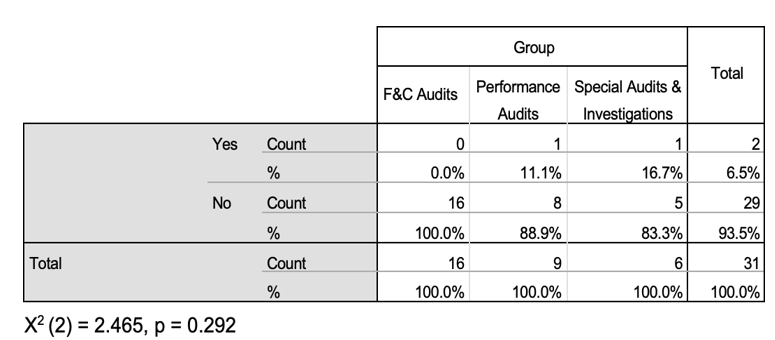 Group Total
F&C Audits Performance Audits Special Audits & Investigations
Yes Count 0 1 1 2
% 0.0% 11.1% 16.7% 6.5%
No Count 16 8 5 29
% 100.0% 88.9% 83.3% 93.5%
Total Count 16 9 6 31
% 100.0% 100.0% 100.0% 100.0%
X² (2) = 2.465, p = 0.292